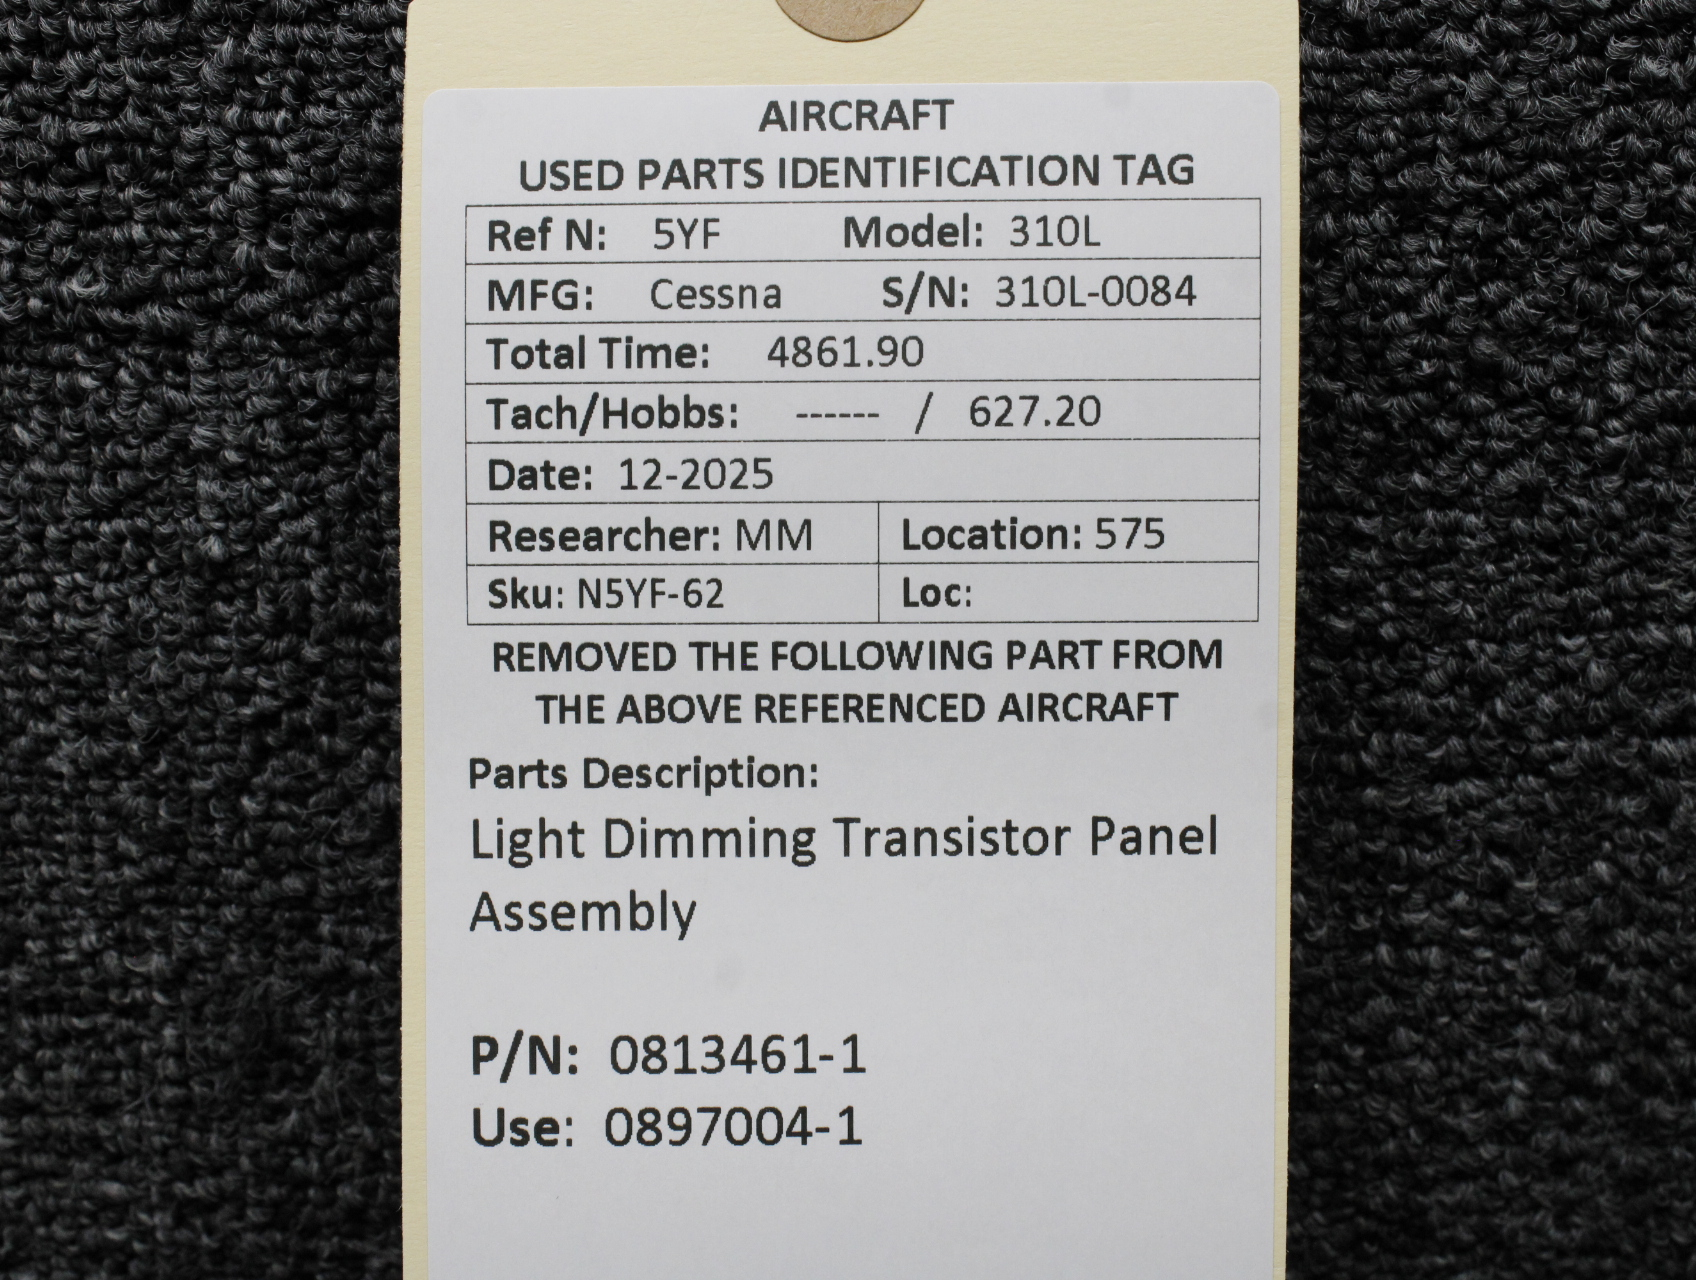 AIRCRAFT
USED PARTS IDENTIFICATION TAG
Ref N: 5YF Model: 310L
MFG: Cessna S/N: 310L-0084
Total Time: 4861.90
Tach/Hobbs: ------ / 627.20
Date: 12-2025
Researcher: MM Location: 575
Sku: N5YF-62 Loc:
REMOVED THE FOLLOWING PART FROM
THE ABOVE REFERENCED AIRCRAFT
Parts Description:
Light Dimming Transistor Panel
Assembly
P/N: 0813461-1
Use: 0897004-1